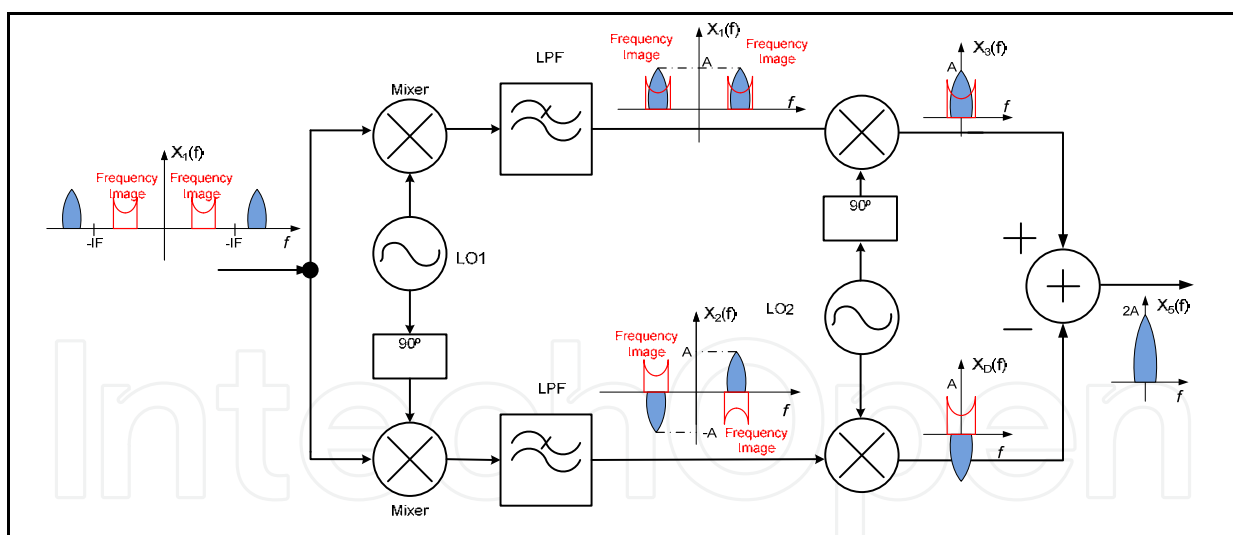 X1(f)
Frequency
Image
Frequency
Image
-IF
-IF
f
Mixer
LPF
Frequency
Image
X1(f)
A
Frequency
Image
f
X3(f)
A
f
LO1
90º
90º
LO2
+
+
−
X5(f)
2A
f
LPF
Mixer
X2(f)
Frequency
Image
A
-A
f
Frequency
Image
XD(f)
A
f
IntechOpen